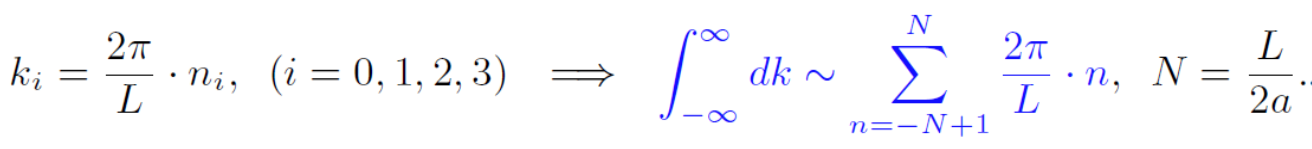 k_i = \frac{2\pi}{L} \cdot n_i, (i = 0, 1, 2, 3) \Longrightarrow \int_{-\infty}^{\infty} dk \sim \sum_{n=-N+1}^{N} \frac{2\pi}{L} \cdot n, N = \frac{L}{2a}..